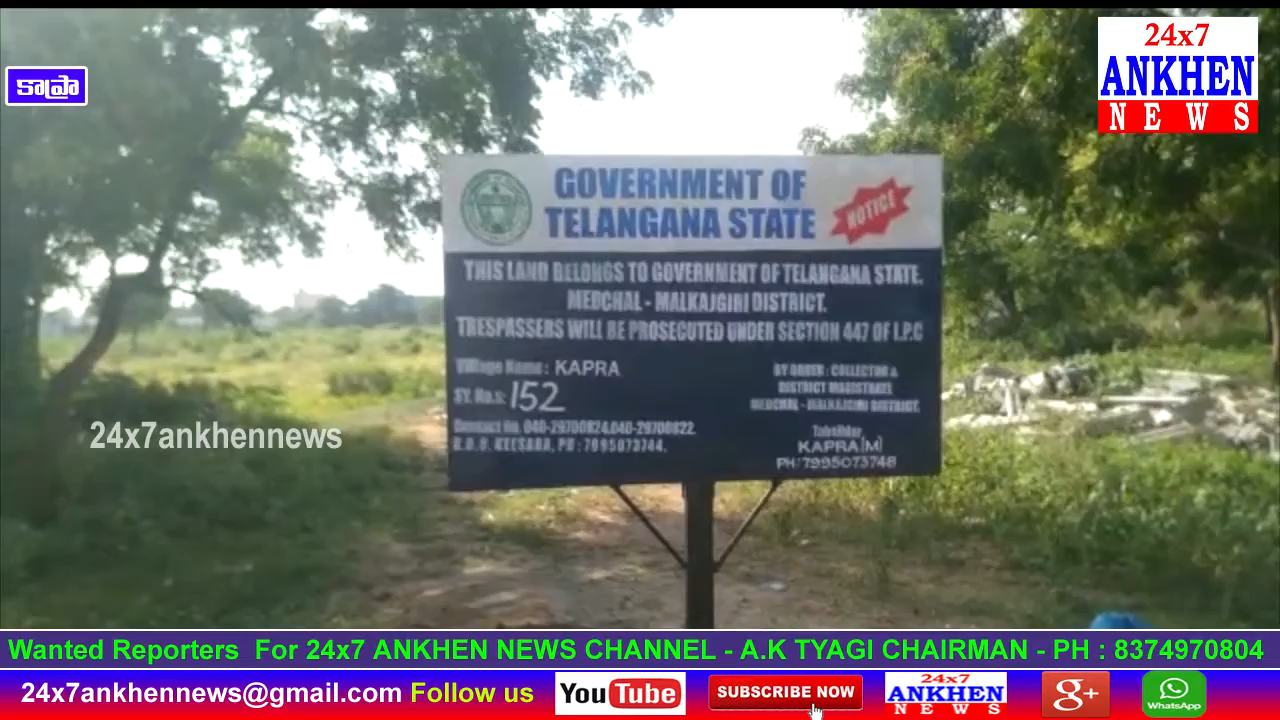 కాప్రా
24x7
ANKHEN
NEWS
GOVERNMENT OF
TELANGANA STATE
NOTICE
THIS LAND BELONGS TO GOVERNMENT OF TELANGANA STATE.
MEDCHAL - MALKAJGIRI DISTRICT.
TRESPASSERS WILL BE PROSECUTED UNDER SECTION 447 OF I.P.C
Village Name: KAPRA
SY. No.s: 152
Contact No. 040-29700824,040-29700822.
R.D.O. KEESARA, PH : 7995073744.
BY ORDER : COLLECTOR &
DISTRICT MAGISTRATE
MEDCHAL - MALKAJGIRI DISTRICT.
Tahsildar
KAPRA(M)
PH:7995073748
24x7ankhennews
Wanted Reporters For 24x7 ANKHEN NEWS CHANNEL - A.K TYAGI CHAIRMAN - PH : 8374970804
24x7ankhennews@gmail.com Follow us YouTube SUBSCRIBE NOW 24x7 ANKHEN NEWS g+ WhatsApp